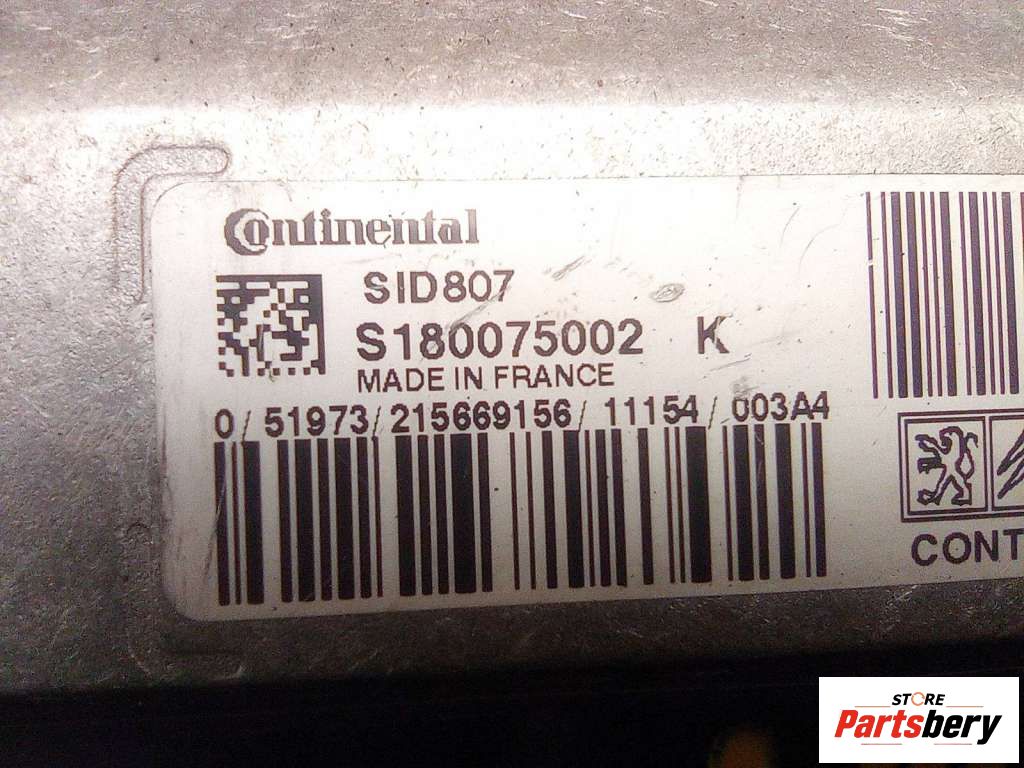 Continental
SID807
S180075002 K
MADE IN FRANCE
0/51973/215669156/11154/003A4
CONT
STORE
Partsbery